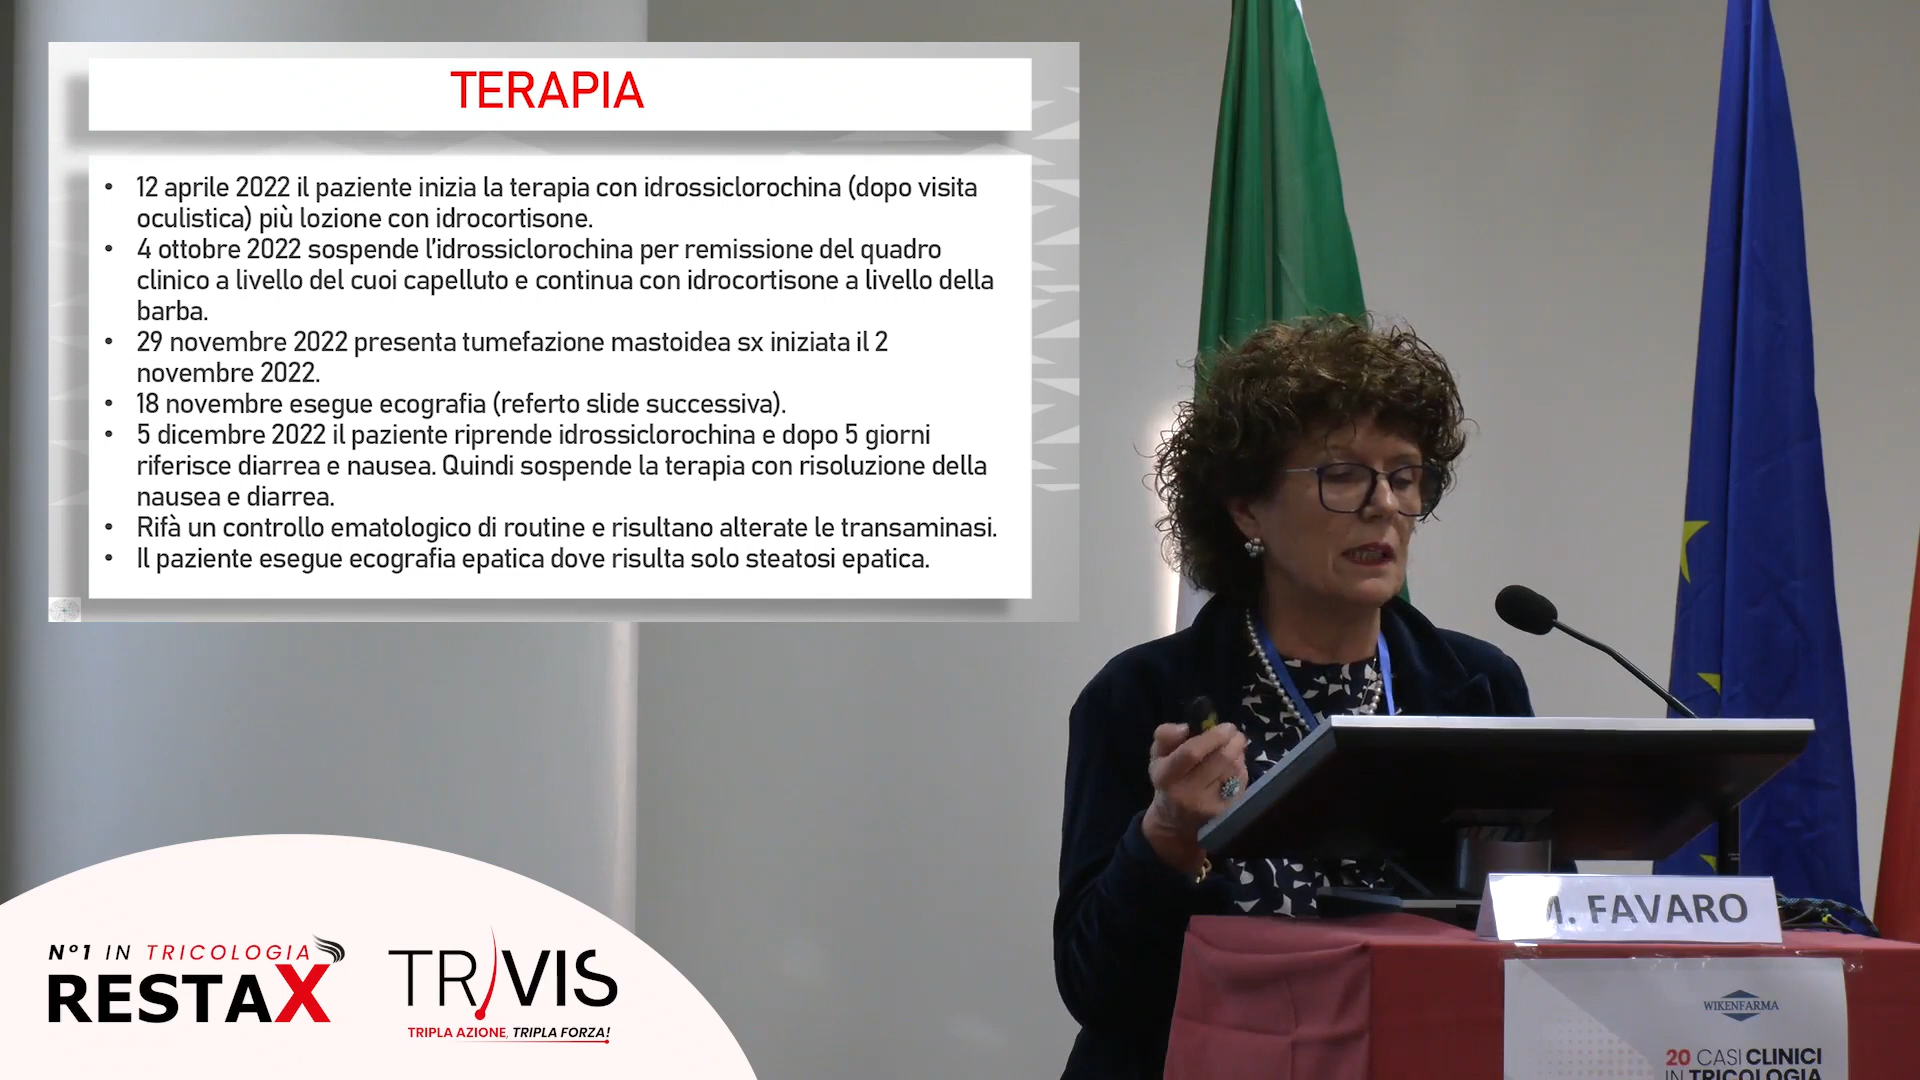 TERAPIA
• 12 aprile 2022 il paziente inizia la terapia con idrossiclorochina (dopo visita
oculistica) più lozione con idrocortisone.
• 4 ottobre 2022 sospende l'idrossiclorochina per remissione del quadro
clinico a livello del cuoi capelluto e continua con idrocortisone a livello della
barba.
• 29 novembre 2022 presenta tumefazione mastoidea sx iniziata il 2
novembre 2022.
• 18 novembre esegue ecografia (referto slide successiva).
• 5 dicembre 2022 il paziente riprende idrossiclorochina e dopo 5 giorni
riferisce diarrea e nausea. Quindi sospende la terapia con risoluzione della
nausea e diarrea.
• Rifà un controllo ematologico di routine e risultano alterate le transaminasi.
• Il paziente esegue ecografia epatica dove risulta solo steatosi epatica.
M. FAVARO
WIKENFARMA
20 CASI CLINICI
IN TRICOLOGIA
N°1 IN TRICOLOGIA
RESTAX
TRIVIS
TRIPLA AZIONE, TRIPLA FORZA!